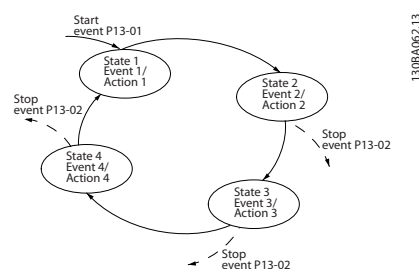 Start
event P13-01
130BA062.13
State 1
Event 1/
Action 1
State 2
Event 2/
Action 2
Stop
event P13-02
Stop
event P13-02
State 4
Event 4/
Action 4
State 3
Event 3/
Action 3
Stop
event P13-02